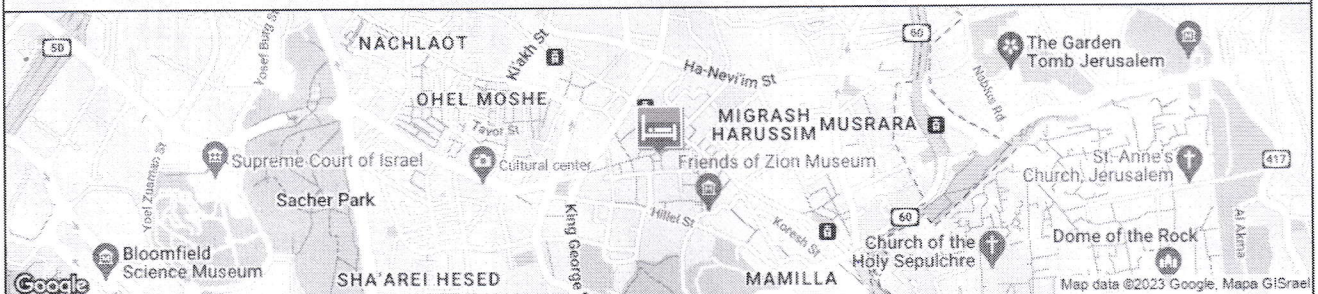 50
Yosef Burg St
NACHLAOT
Ki'akh St
Ha-Nevi'im St
60
The Garden
Tomb Jerusalem
Nablus Rd
OHEL MOSHE
Tavor St
MIGRASH
HARUSSIM
MUSRARA
Yoel Zusman St
Supreme Court of Israel
Cultural center
Friends of Zion Museum
St. Anne's
Church, Jerusalem
417
Sacher Park
King George
Hillel St
Koresh St
60
Bloomfield
Science Museum
Church of the
Holy Sepulchre
Dome of the Rock
SHA'AREI HESED
MAMILLA
Google
Map data ©2023 Google, Mapa GISrael